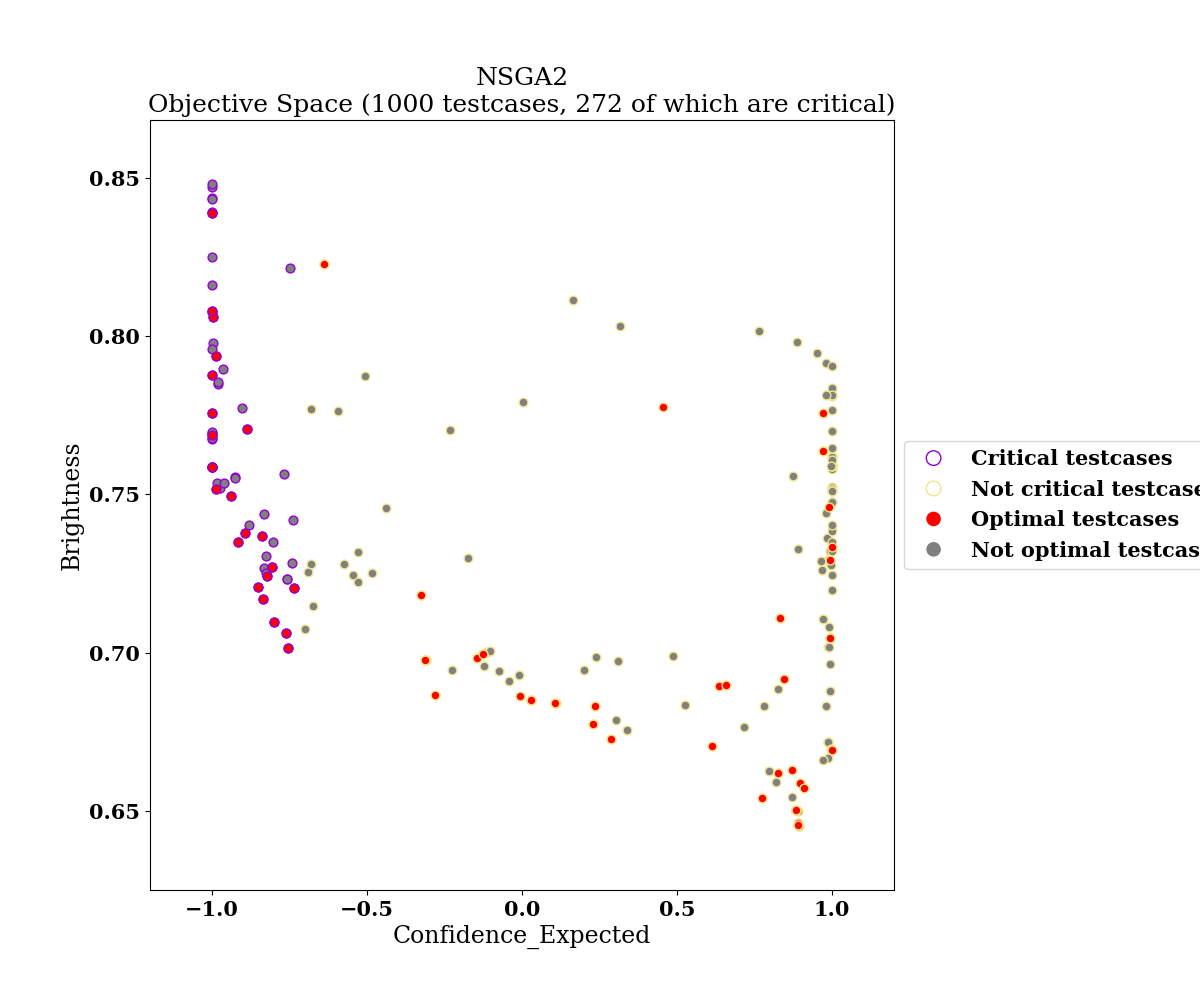 NSGA2
Objective Space (1000 testcases, 272 of which are critical)
0.85
0.80
0.75
0.70
0.65
Brightness
−1.0
−0.5
0.0
0.5
1.0
Confidence_Expected
Critical testcases
Not critical testcase
Optimal testcases
Not optimal testcas